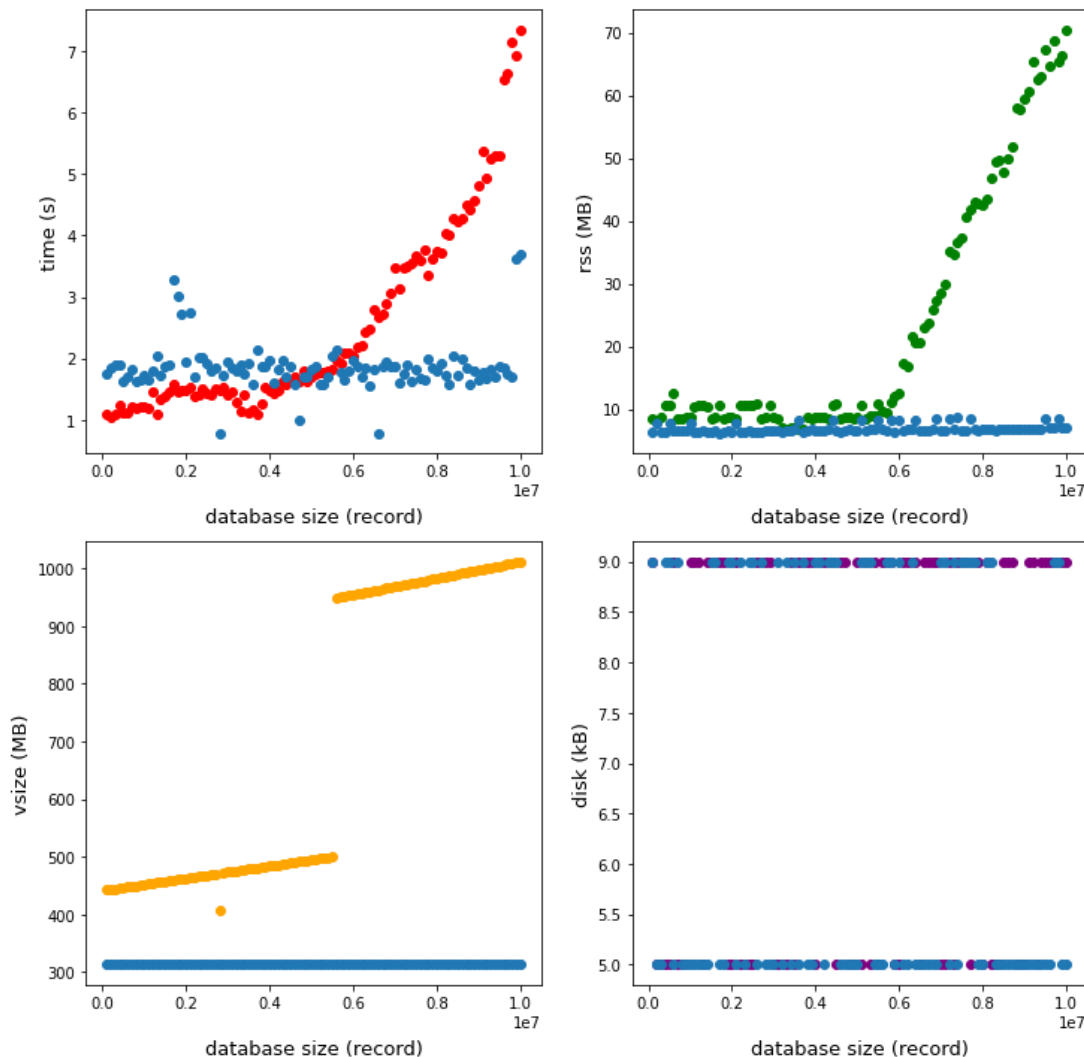 time (s)
7
6
5
4
3
2
1
0.0 0.2 0.4 0.6 0.8 1.0
1e7
database size (record)
rss (MB)
70
60
50
40
30
20
10
0.0 0.2 0.4 0.6 0.8 1.0
1e7
database size (record)
vsize (MB)
1000
900
800
700
600
500
400
300
0.0 0.2 0.4 0.6 0.8 1.0
1e7
database size (record)
disk (kB)
9.0
8.5
8.0
7.5
7.0
6.5
6.0
5.5
5.0
0.0 0.2 0.4 0.6 0.8 1.0
1e7
database size (record)